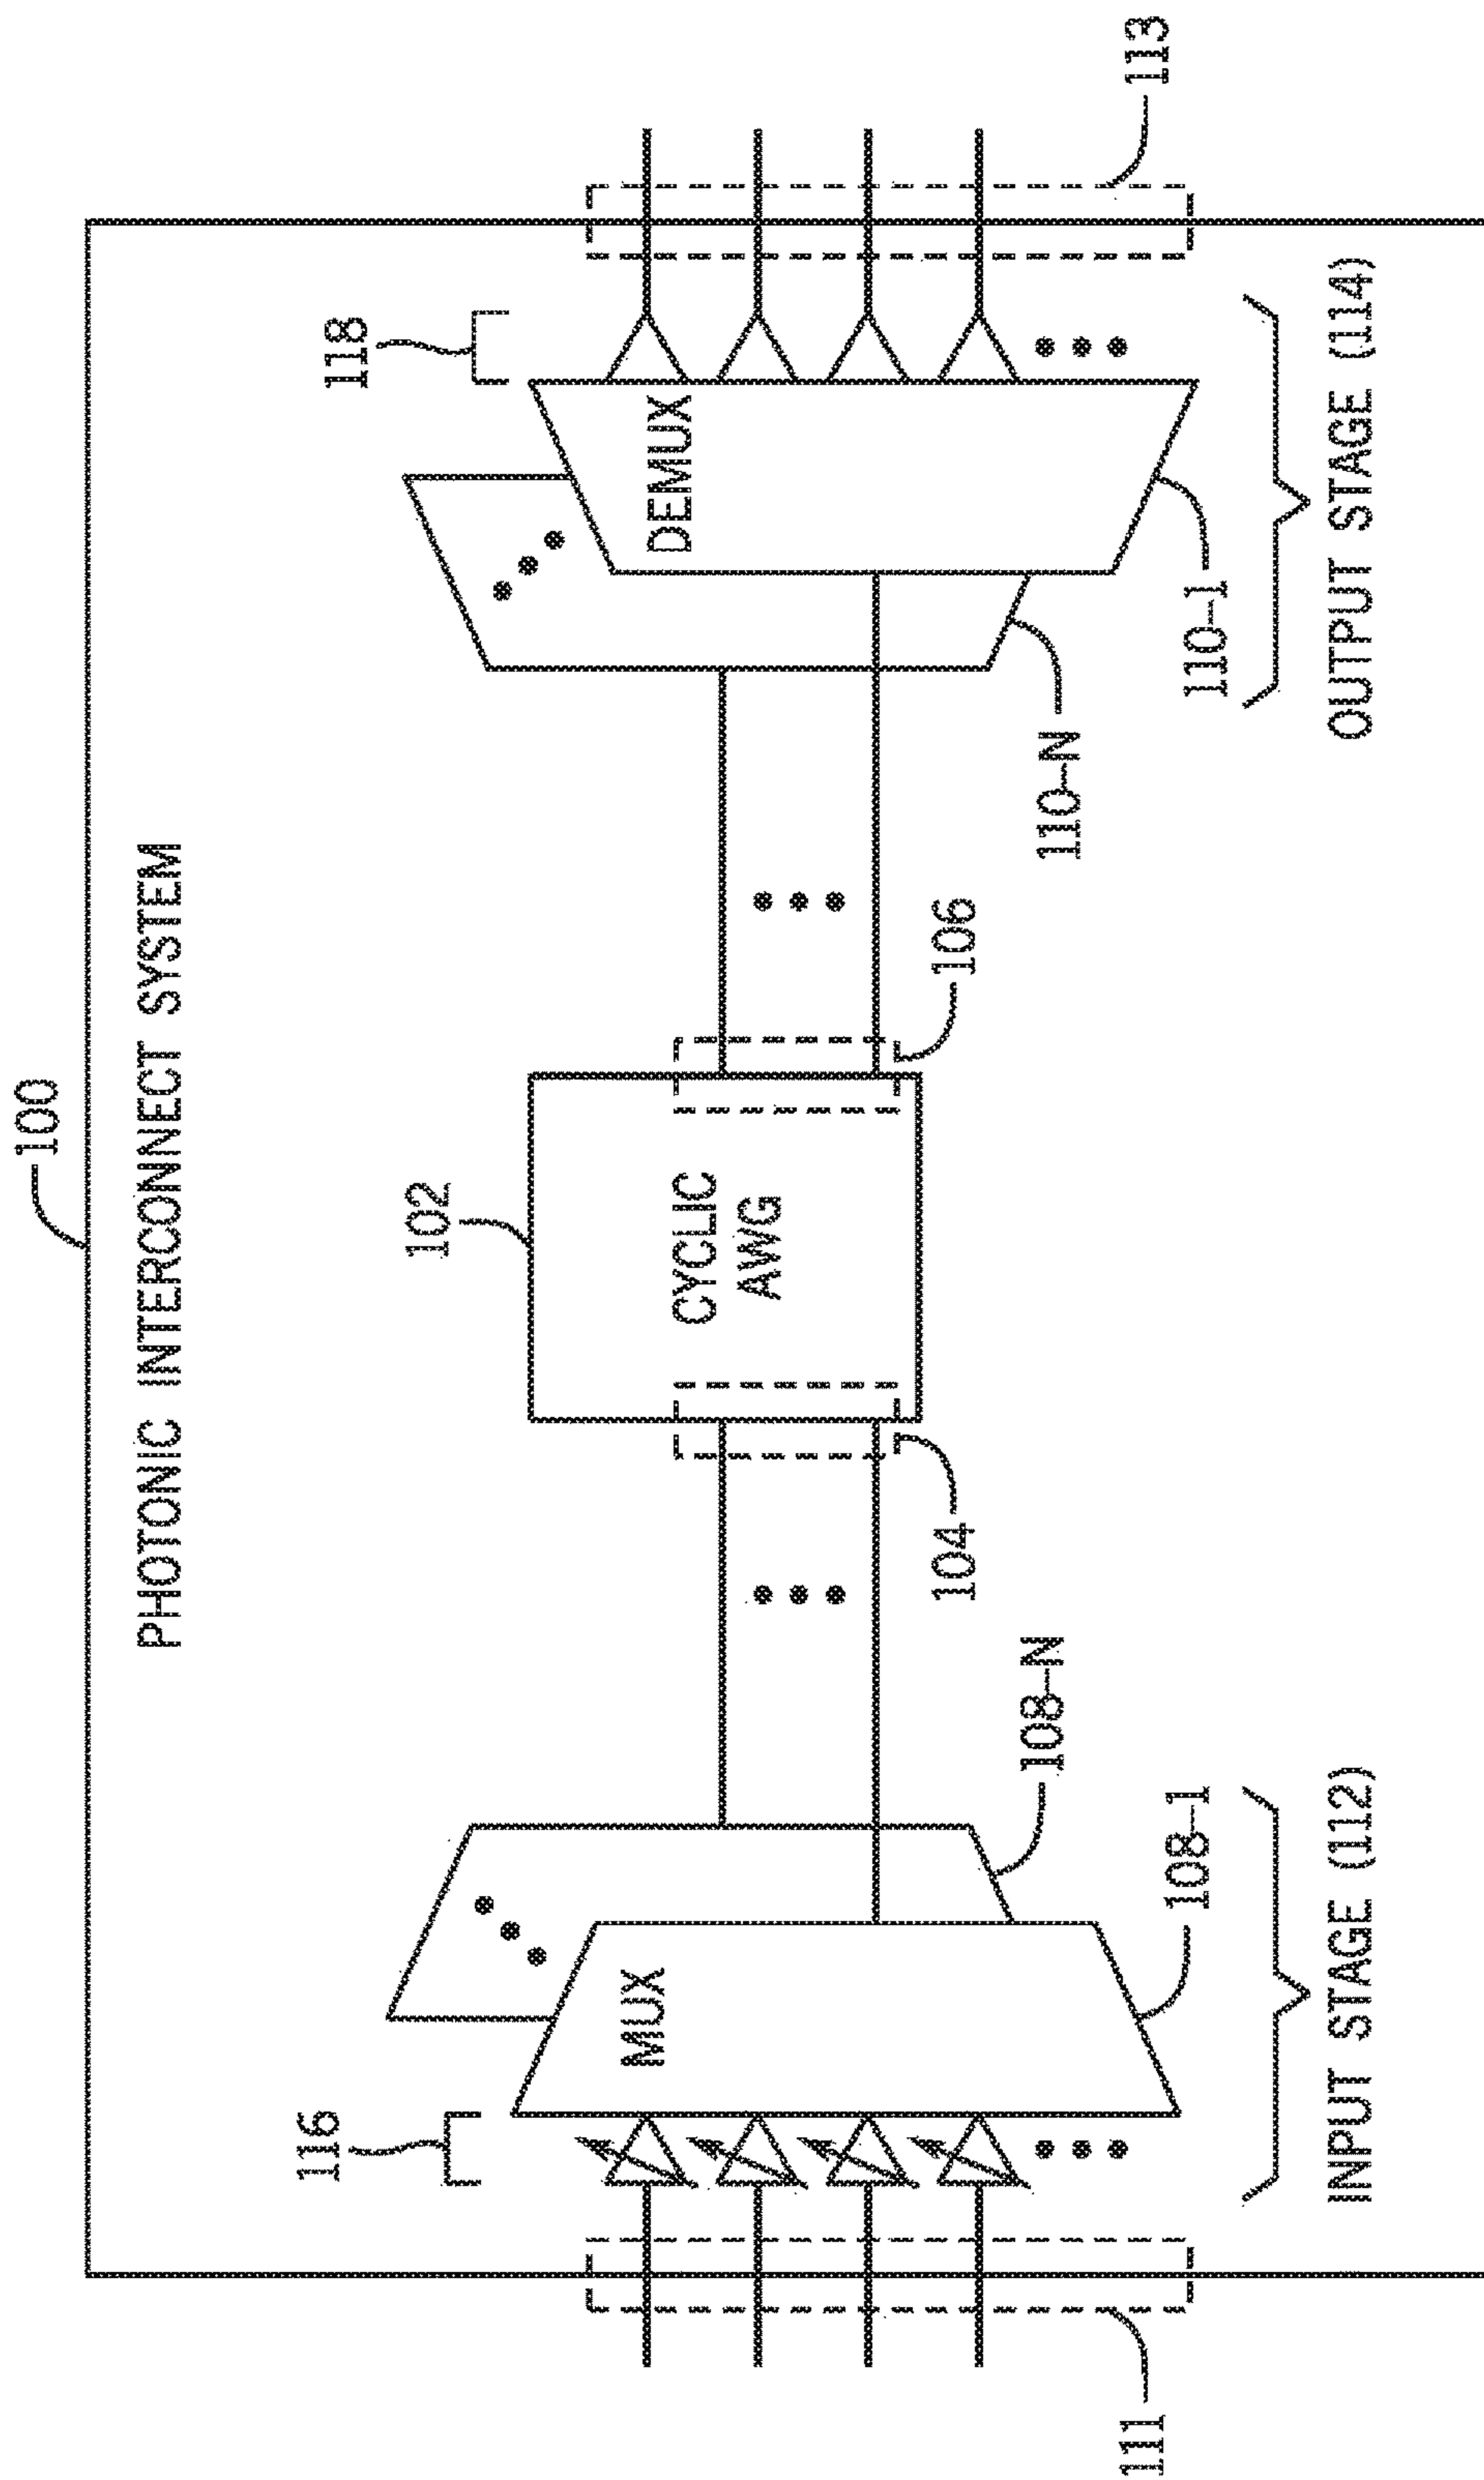 100
PHOTONIC INTERCONNECT SYSTEM
116
102
118
MUX
CYCLIC
AWG
DEMUX
104
106
108-N
110-N
111
108-1
110-1
113
INPUT STAGE (112)
OUTPUT STAGE (114)